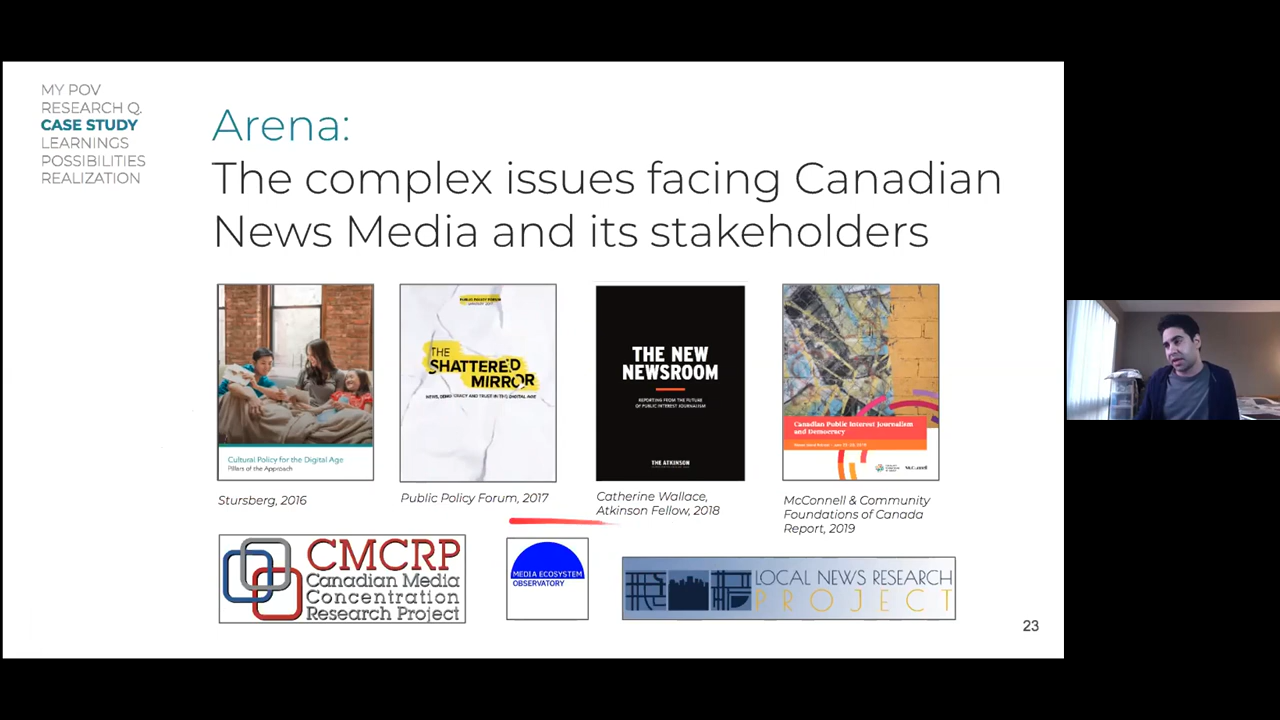 MY POV
RESEARCH Q.
CASE STUDY
LEARNINGS
POSSIBILITIES
REALIZATION
Arena:
The complex issues facing Canadian
News Media and its stakeholders
Cultural Policy for the Digital Age
Pillars of the Approach
Stursberg, 2016
PUBLIC POLICY FORUM
THE
SHATTERED
MIRROR
NEWS, DEMOCRACY AND TRUST IN THE DIGITAL AGE
Public Policy Forum, 2017
THE NEW
NEWSROOM
REPORTING FROM THE FUTURE
OF PUBLIC INTEREST JOURNALISM
THE ATKINSON
Catherine Wallace,
Atkinson Fellow, 2018
Canadian Public Interest Journalism
and Democracy
McConnell
McConnell & Community
Foundations of Canada
Report, 2019
CMCRP
Canadian Media
Concentration
Research Project
MEDIA ECOSYSTEM
OBSERVATORY
LOCAL NEWS RESEARCH
PROJECT
23